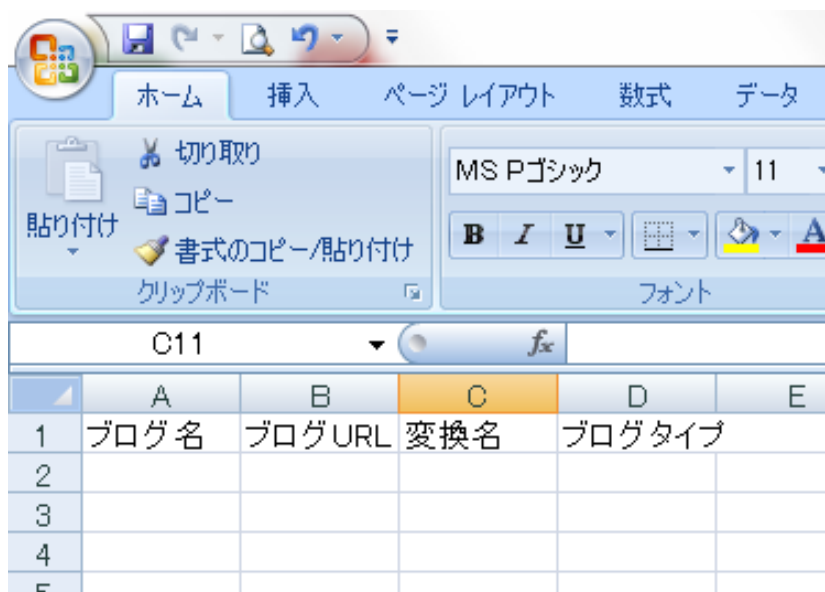 ホーム 挿入 ページ レイアウト 数式 データ
切り取り
コピー
貼り付け
書式のコピー/貼り付け
クリップボード
MS Pゴシック 11
B I U A
フォント
C11 fx
A B C D E
1 ブログ名 ブログURL 変換名 ブログタイプ
2
3
4
5